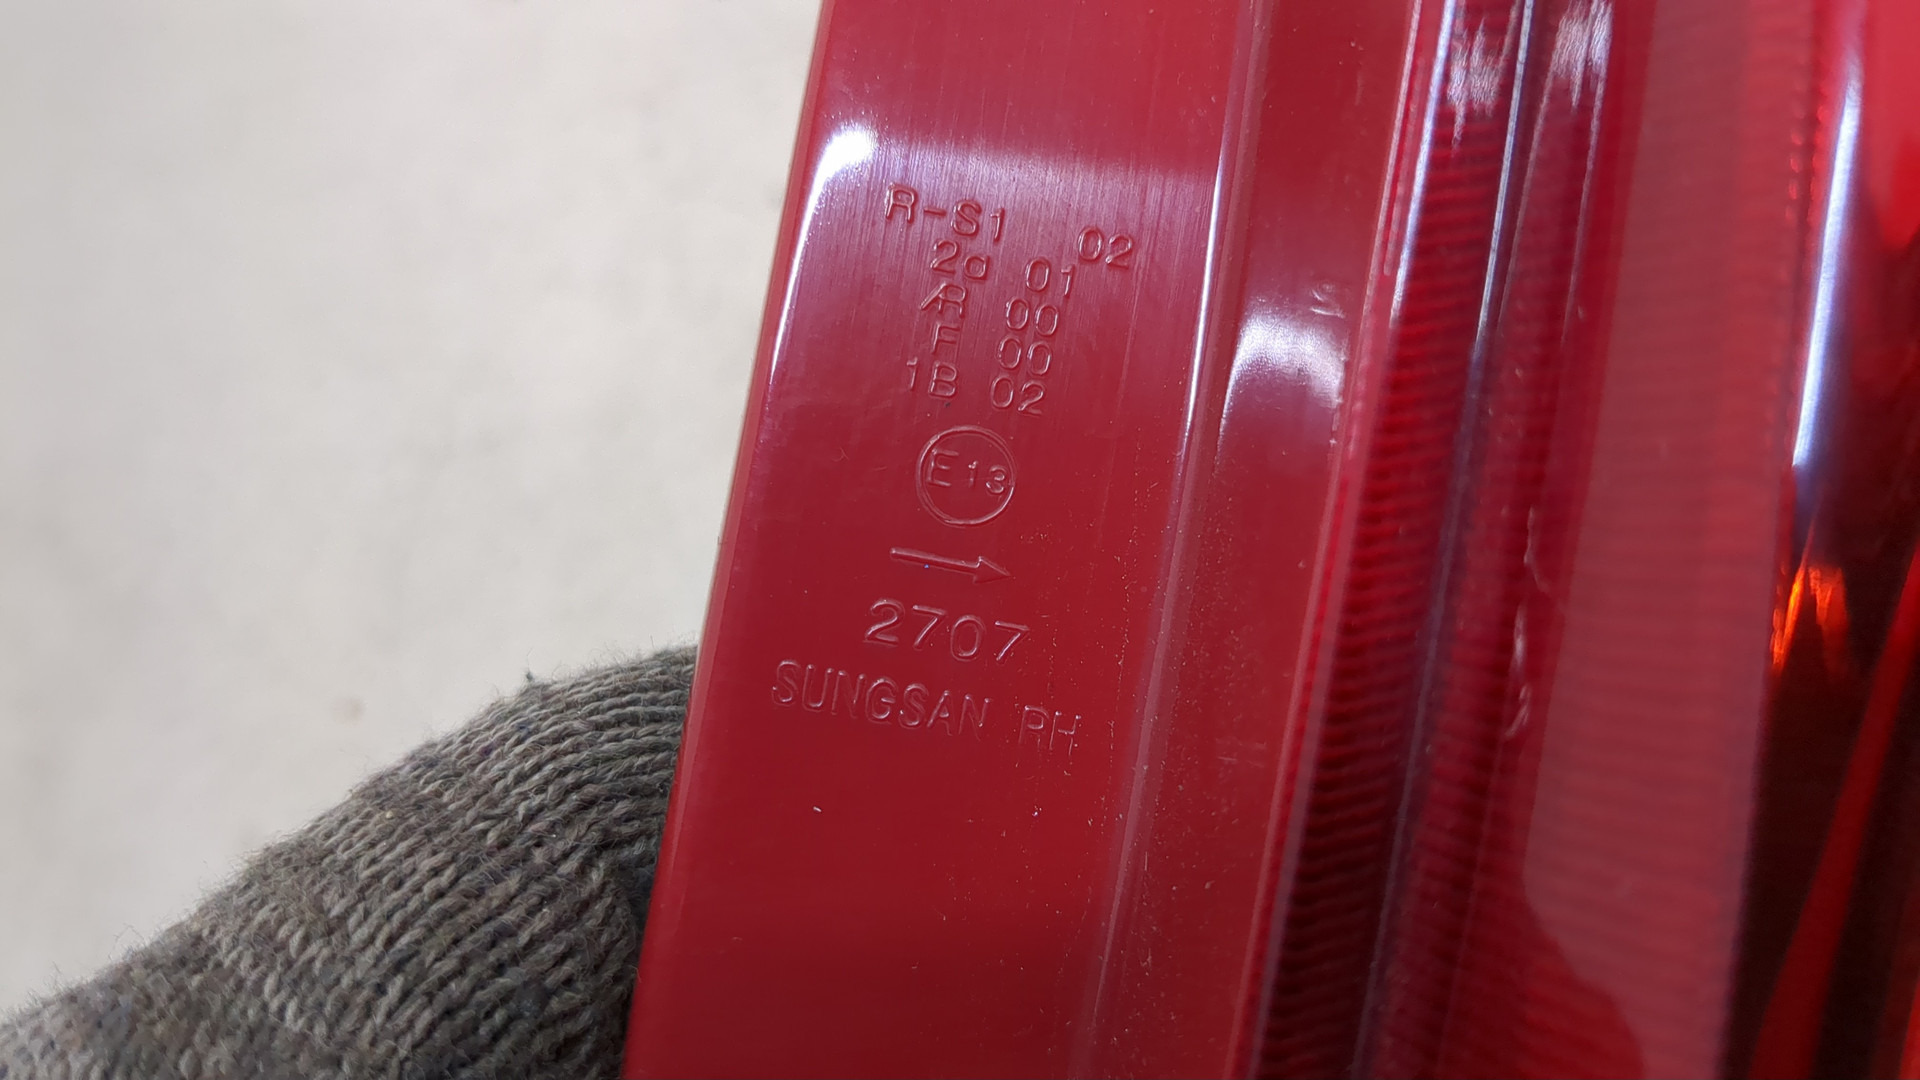 R-S1 02
2a 01
AR 00
F 00
1B 02
E13
→
2707
SUNGSAN RH